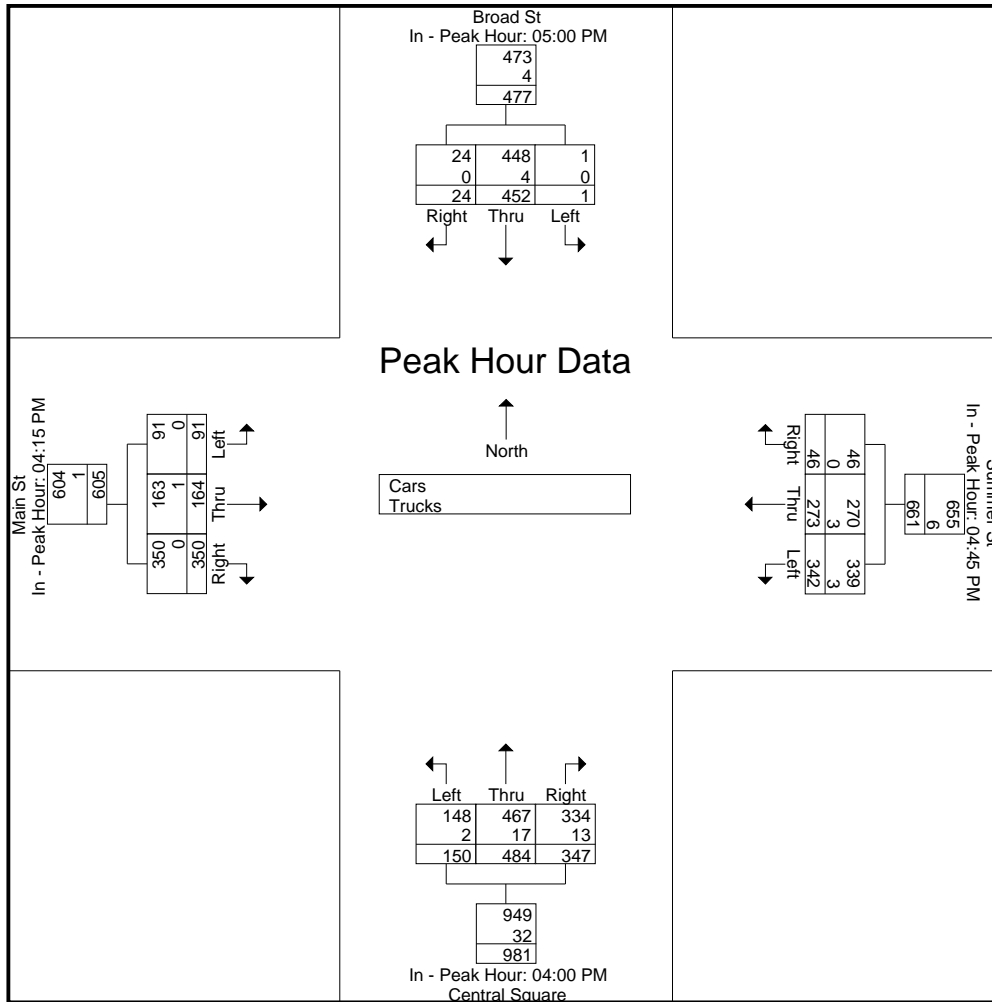 Broad St
In - Peak Hour: 05:00 PM
473
4
477
24 448 1
0 4 0
24 452 1
Right Thru Left
Peak Hour Data
North
Cars
Trucks
Main St
In - Peak Hour: 04:15 PM
604
1
605
91 163 350
0 1 0
91 164 350
Left Thru Right
In - Peak Hour: 04:45 PM
655
6
661
46 270 339
0 3 3
46 273 342
Right Thru Left
Left Thru Right
148 467 334
2 17 13
150 484 347
949
32
981
In - Peak Hour: 04:00 PM
Central Square